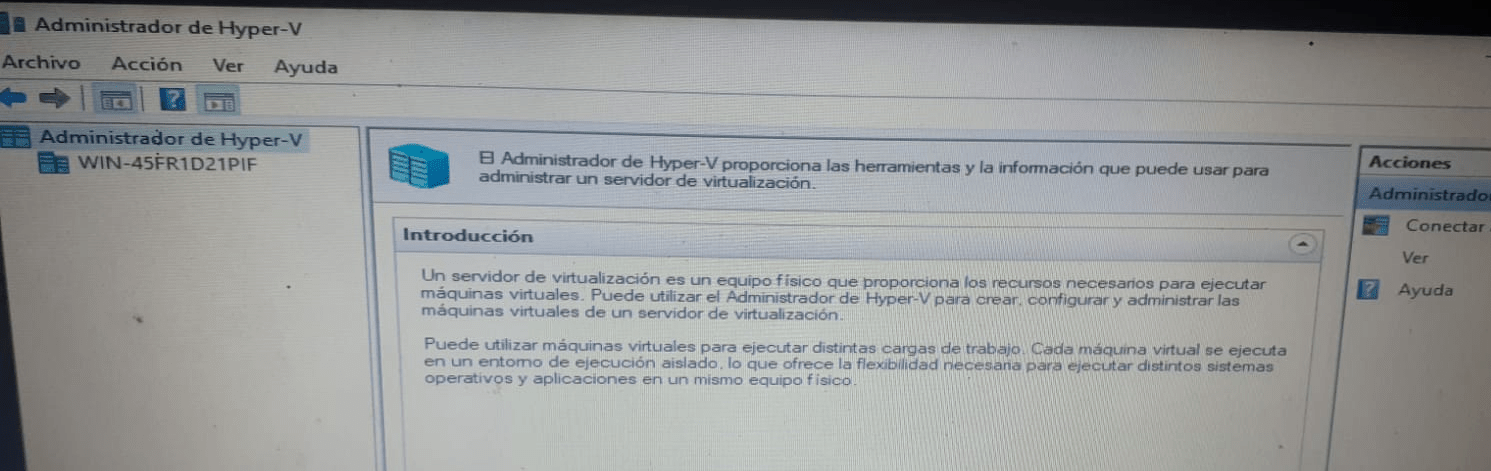 Administrador de Hyper-V
Archivo Acción Ver Ayuda
Administrador de Hyper-V
WIN-45FR1D21PIF
El Administrador de Hyper-V proporciona las herramientas y la información que puede usar para
administrar un servidor de virtualización.
Introducción
Un servidor de virtualización es un equipo físico que proporciona los recursos necesarios para ejecutar
máquinas virtuales. Puede utilizar el Administrador de Hyper-V para crear, configurar y administrar las
máquinas virtuales de un servidor de virtualización.
Puede utilizar máquinas virtuales para ejecutar distintas cargas de trabajo. Cada máquina virtual se ejecuta
en un entorno de ejecución aislado, lo que ofrece la flexibilidad necesaria para ejecutar distintos sistemas
operativos y aplicaciones en un mismo equipo físico.
Acciones
Administrado
Conectar
Ver
Ayuda